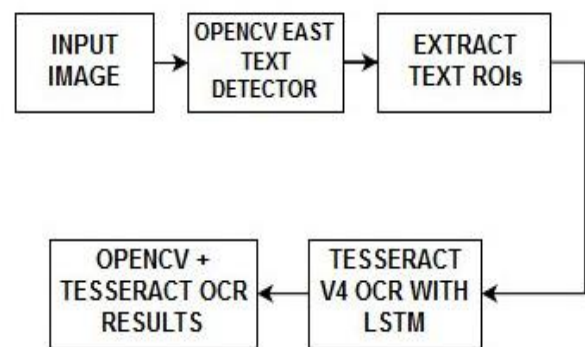 INPUT
IMAGE
OPENCV EAST
TEXT
DETECTOR
EXTRACT
TEXT ROIs
TESSERACT
V4 OCR WITH
LSTM
OPENCV +
TESSERACT OCR
RESULTS